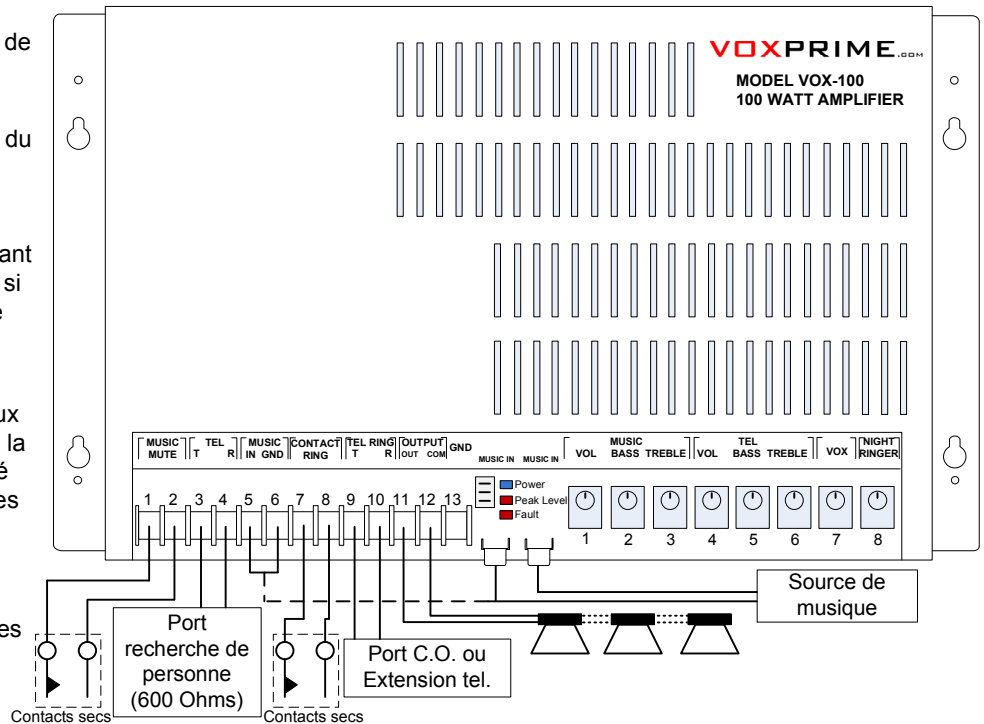 de
du
ant
si
e
ux
la
é
es
es
VOXPRIME.COM
MODEL VOX-100
100 WATT AMPLIFIER
MUSIC MUTE
TEL
T R
MUSIC
IN GND
CONTACT RING
TEL RING
T R
OUTPUT
OUT COM
GND
MUSIC IN MUSIC IN
MUSIC
VOL BASS TREBLE
TEL
VOL BASS TREBLE
VOX
NIGHT RINGER
1 2 3 4 5 6 7 8 9 10 11 12 13
Power
Peak Level
Fault
1 2 3 4 5 6 7 8
Source de
musique
Port
recherche de
personne
(600 Ohms)
Port C.O. ou
Extension tel.
Contacts secs
Contacts secs